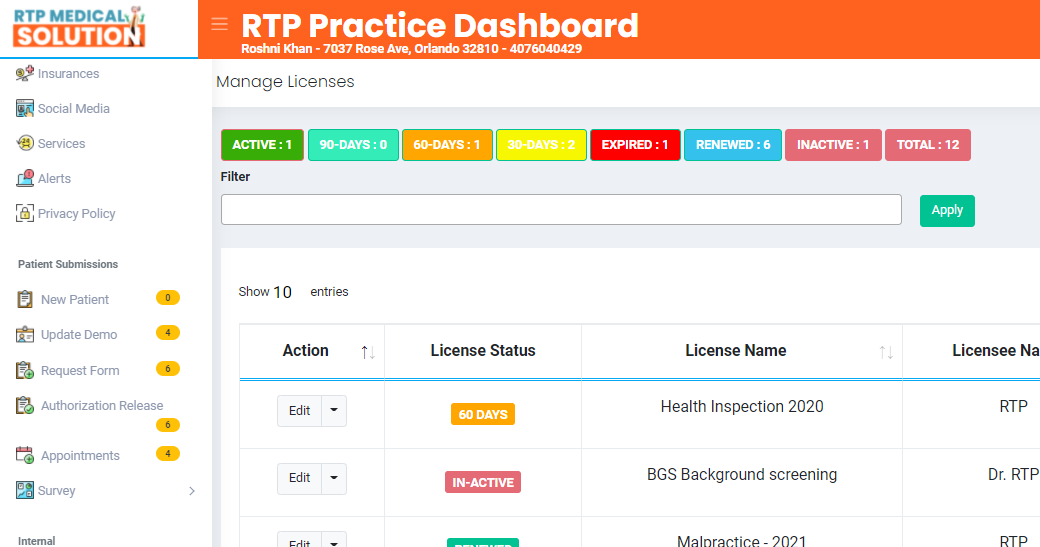 RTP MEDICAL
SOLUTION
RTP Practice Dashboard
Roshni Khan - 7037 Rose Ave, Orlando 32810 - 4076040429
Insurances
Social Media
Services
Alerts
Privacy Policy
Patient Submissions
New Patient 0
Update Demo 4
Request Form 6
Authorization Release
6
Appointments 4
Survey
Internal
Manage Licenses
ACTIVE : 1 90-DAYS : 0 60-DAYS : 1 30-DAYS : 2 EXPIRED : 1 RENEWED : 6 INACTIVE : 1 TOTAL : 12
Filter
Apply
Show 10 entries
Action License Status License Name Licensee Na
Edit 60 DAYS Health Inspection 2020 RTP
Edit IN-ACTIVE BGS Background screening Dr. RTP
Edit RENEWED Malpractice - 2021 RTP